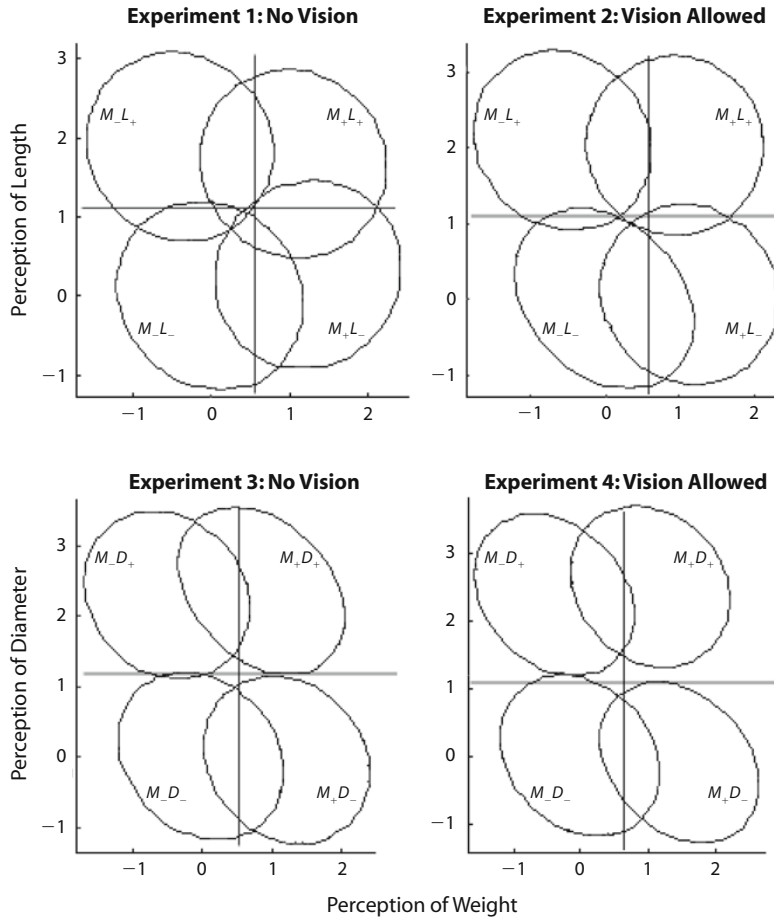 Experiment 1: No Vision
Experiment 2: Vision Allowed
Perception of Length
3
2
1
0
−1
M₋L₊
M₊L₊
M₋L₋
M₊L₋
−1 0 1 2
3
2
1
0
−1
M₋L₊
M₊L₊
M₋L₋
M₊L₋
−1 0 1 2
Experiment 3: No Vision
Experiment 4: Vision Allowed
Perception of Diameter
3
2
1
0
−1
M₋D₊
M₊D₊
M₋D₋
M₊D₋
−1 0 1 2
3
2
1
0
−1
M₋D₊
M₊D₊
M₋D₋
M₊D₋
−1 0 1 2
Perception of Weight